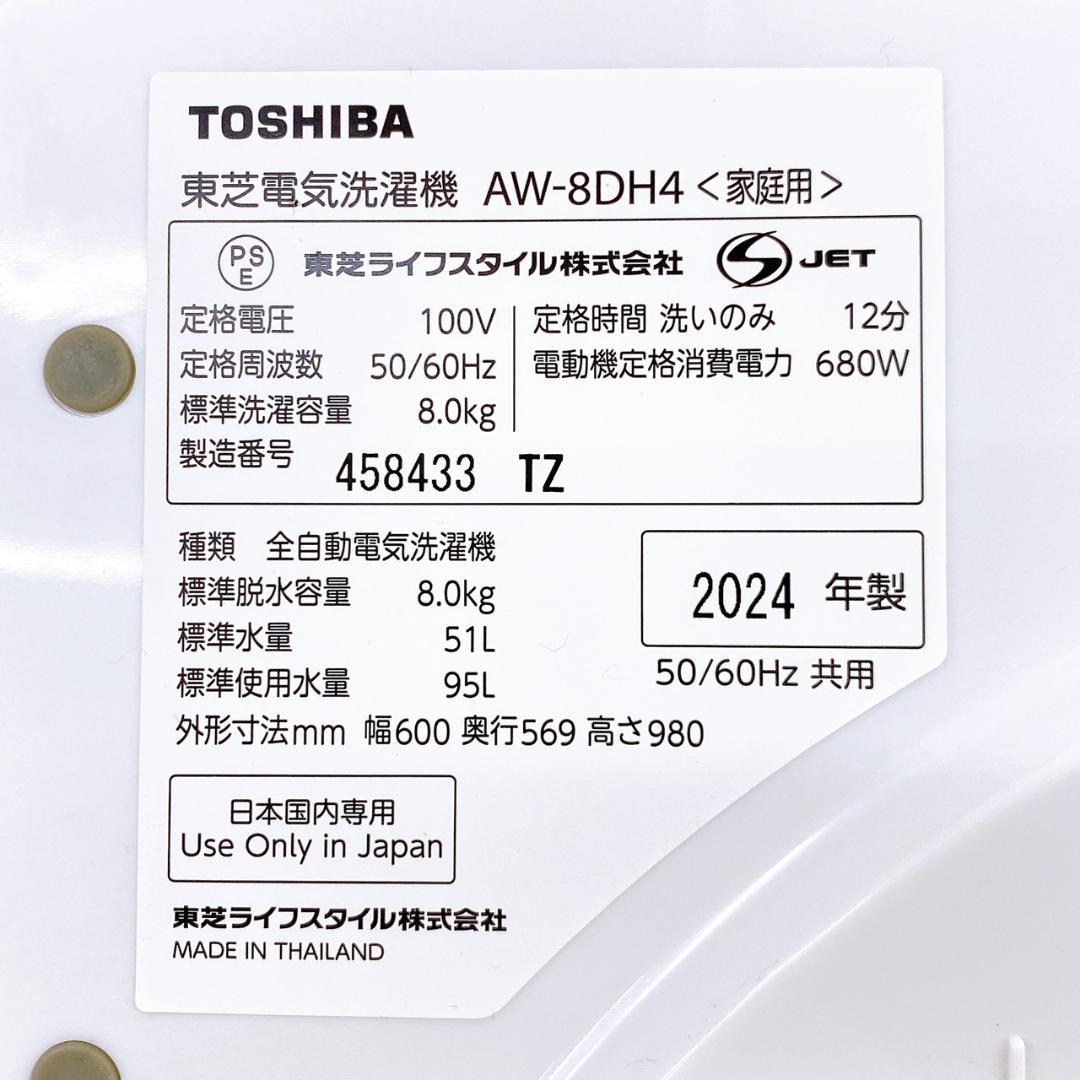 TOSHIBA
東芝電気洗濯機 AW-8DH4 <家庭用>
PS
E
東芝ライフスタイル株式会社
S JET
定格電圧 100V
定格周波数 50/60Hz
標準洗濯容量 8.0kg
定格時間 洗いのみ 12分
電動機定格消費電力 680W
製造番号 458433 TZ
種類 全自動電気洗濯機
標準脱水容量 8.0kg
標準水量 51L
標準使用水量 95L
外形寸法mm 幅600 奥行569 高さ980
2024 年製
50/60Hz 共用
日本国内専用
Use Only in Japan
東芝ライフスタイル株式会社
MADE IN THAILAND